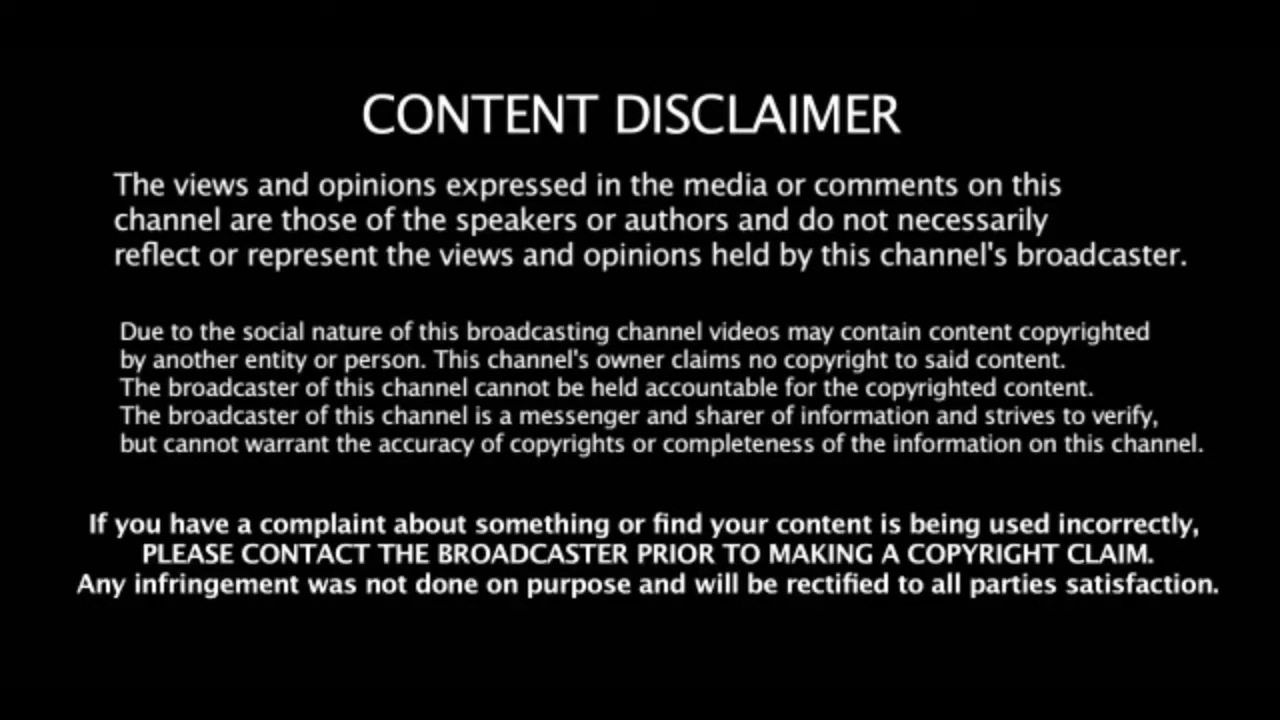 CONTENT DISCLAIMER
The views and opinions expressed in the media or comments on this
channel are those of the speakers or authors and do not necessarily
reflect or represent the views and opinions held by this channel's broadcaster.
Due to the social nature of this broadcasting channel videos may contain content copyrighted
by another entity or person. This channel's owner claims no copyright to said content.
The broadcaster of this channel cannot be held accountable for the copyrighted content.
The broadcaster of this channel is a messenger and sharer of information and strives to verify,
but cannot warrant the accuracy of copyrights or completeness of the information on this channel.
If you have a complaint about something or find your content is being used incorrectly,
PLEASE CONTACT THE BROADCASTER PRIOR TO MAKING A COPYRIGHT CLAIM.
Any infringement was not done on purpose and will be rectified to all parties satisfaction.